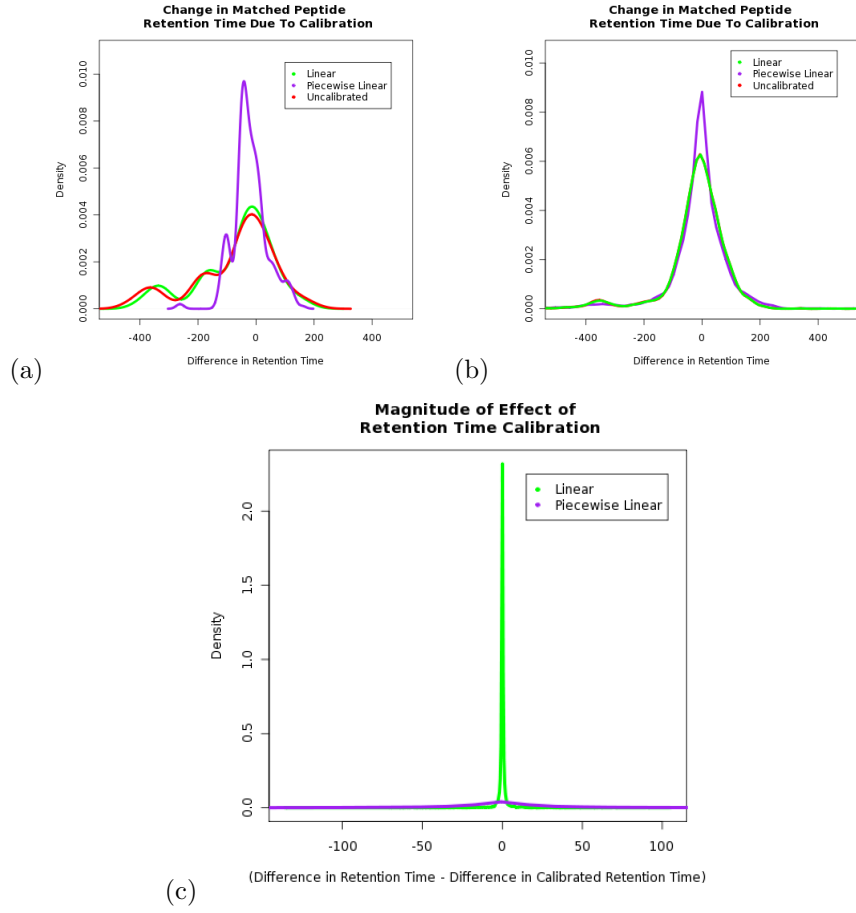 Change in Matched Peptide
Retention Time Due To Calibration
Linear
Piecewise Linear
Uncalibrated
Density
0.000
0.002
0.004
0.006
0.008
0.010
-400
-200
0
200
400
Difference in Retention Time
(a)
Change in Matched Peptide
Retention Time Due To Calibration
Linear
Piecewise Linear
Uncalibrated
Density
0.000
0.002
0.004
0.006
0.008
0.010
-400
-200
0
200
400
Difference in Retention Time
(b)
Magnitude of Effect of
Retention Time Calibration
Linear
Piecewise Linear
Density
0.0
0.5
1.0
1.5
2.0
-100
-50
0
50
100
(Difference in Retention Time - Difference in Calibrated Retention Time)
(c)